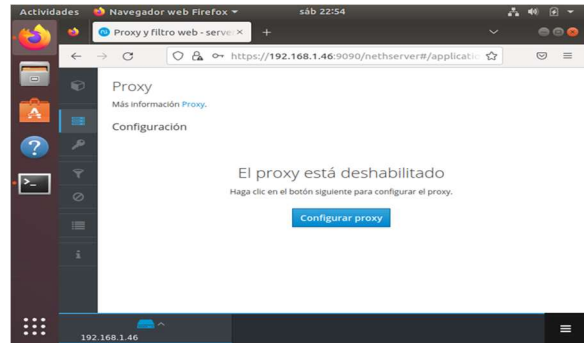 Actividades
Navegador web Firefox
sáb 22:54
Proxy y filtro web - serve
https://192.168.1.46:9090/nethserver#/applicatio
Proxy
Más información Proxy.
Configuración
El proxy está deshabilitado
Haga clic en el botón siguiente para configurar el proxy.
Configurar proxy
192.168.1.46